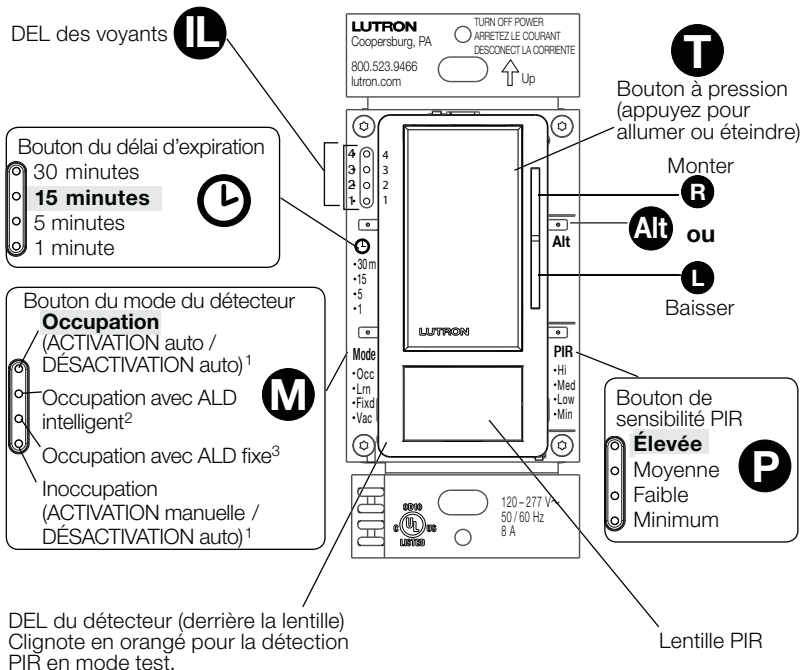 DEL des voyants
IL
LUTRON
Coopersburg, PA
800.523.9466
lutron.com
TURN OFF POWER
ARRETEZ LE COURANT
DESCONECT LA CORRIENTE
Up
T
Bouton à pression
(appuyez pour
allumer ou éteindre)
Monter
R
Alt ou
L
Baisser
Bouton du délai d'expiration
30 minutes
15 minutes
5 minutes
1 minute
4 4
3 3
2 2
1 1
•30 m
•15
•5
•1
Alt
LUTRON
Bouton du mode du détecteur
Occupation
(ACTIVATION auto /
DÉSACTIVATION auto)1
Occupation avec ALD
intelligent2
Occupation avec ALD fixe3
Inoccupation
(ACTIVATION manuelle /
DÉSACTIVATION auto)1
M
Mode
•Occ
•Lrn
•Fixd
•Vac
PIR
•Hi
•Med
•Low
•Min
Bouton de
sensibilité PIR
Élevée
Moyenne
Faible
Minimum
P
9D10
C UL US
LISTED
120 – 277 V~
50 / 60 Hz
8 A
DEL du détecteur (derrière la lentille)
Clignote en orangé pour la détection
PIR en mode test.
Lentille PIR